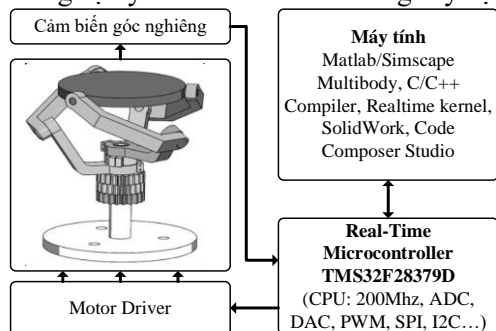 Cảm biến góc nghiêng
Máy tính
Matlab/Simscape
Multibody, C/C++
Compiler, Realtime kernel,
SolidWork, Code
Composer Studio
Real-Time
Microcontroller
TMS32F28379D
(CPU: 200Mhz, ADC,
DAC, PWM, SPI, I2C…)
Motor Driver